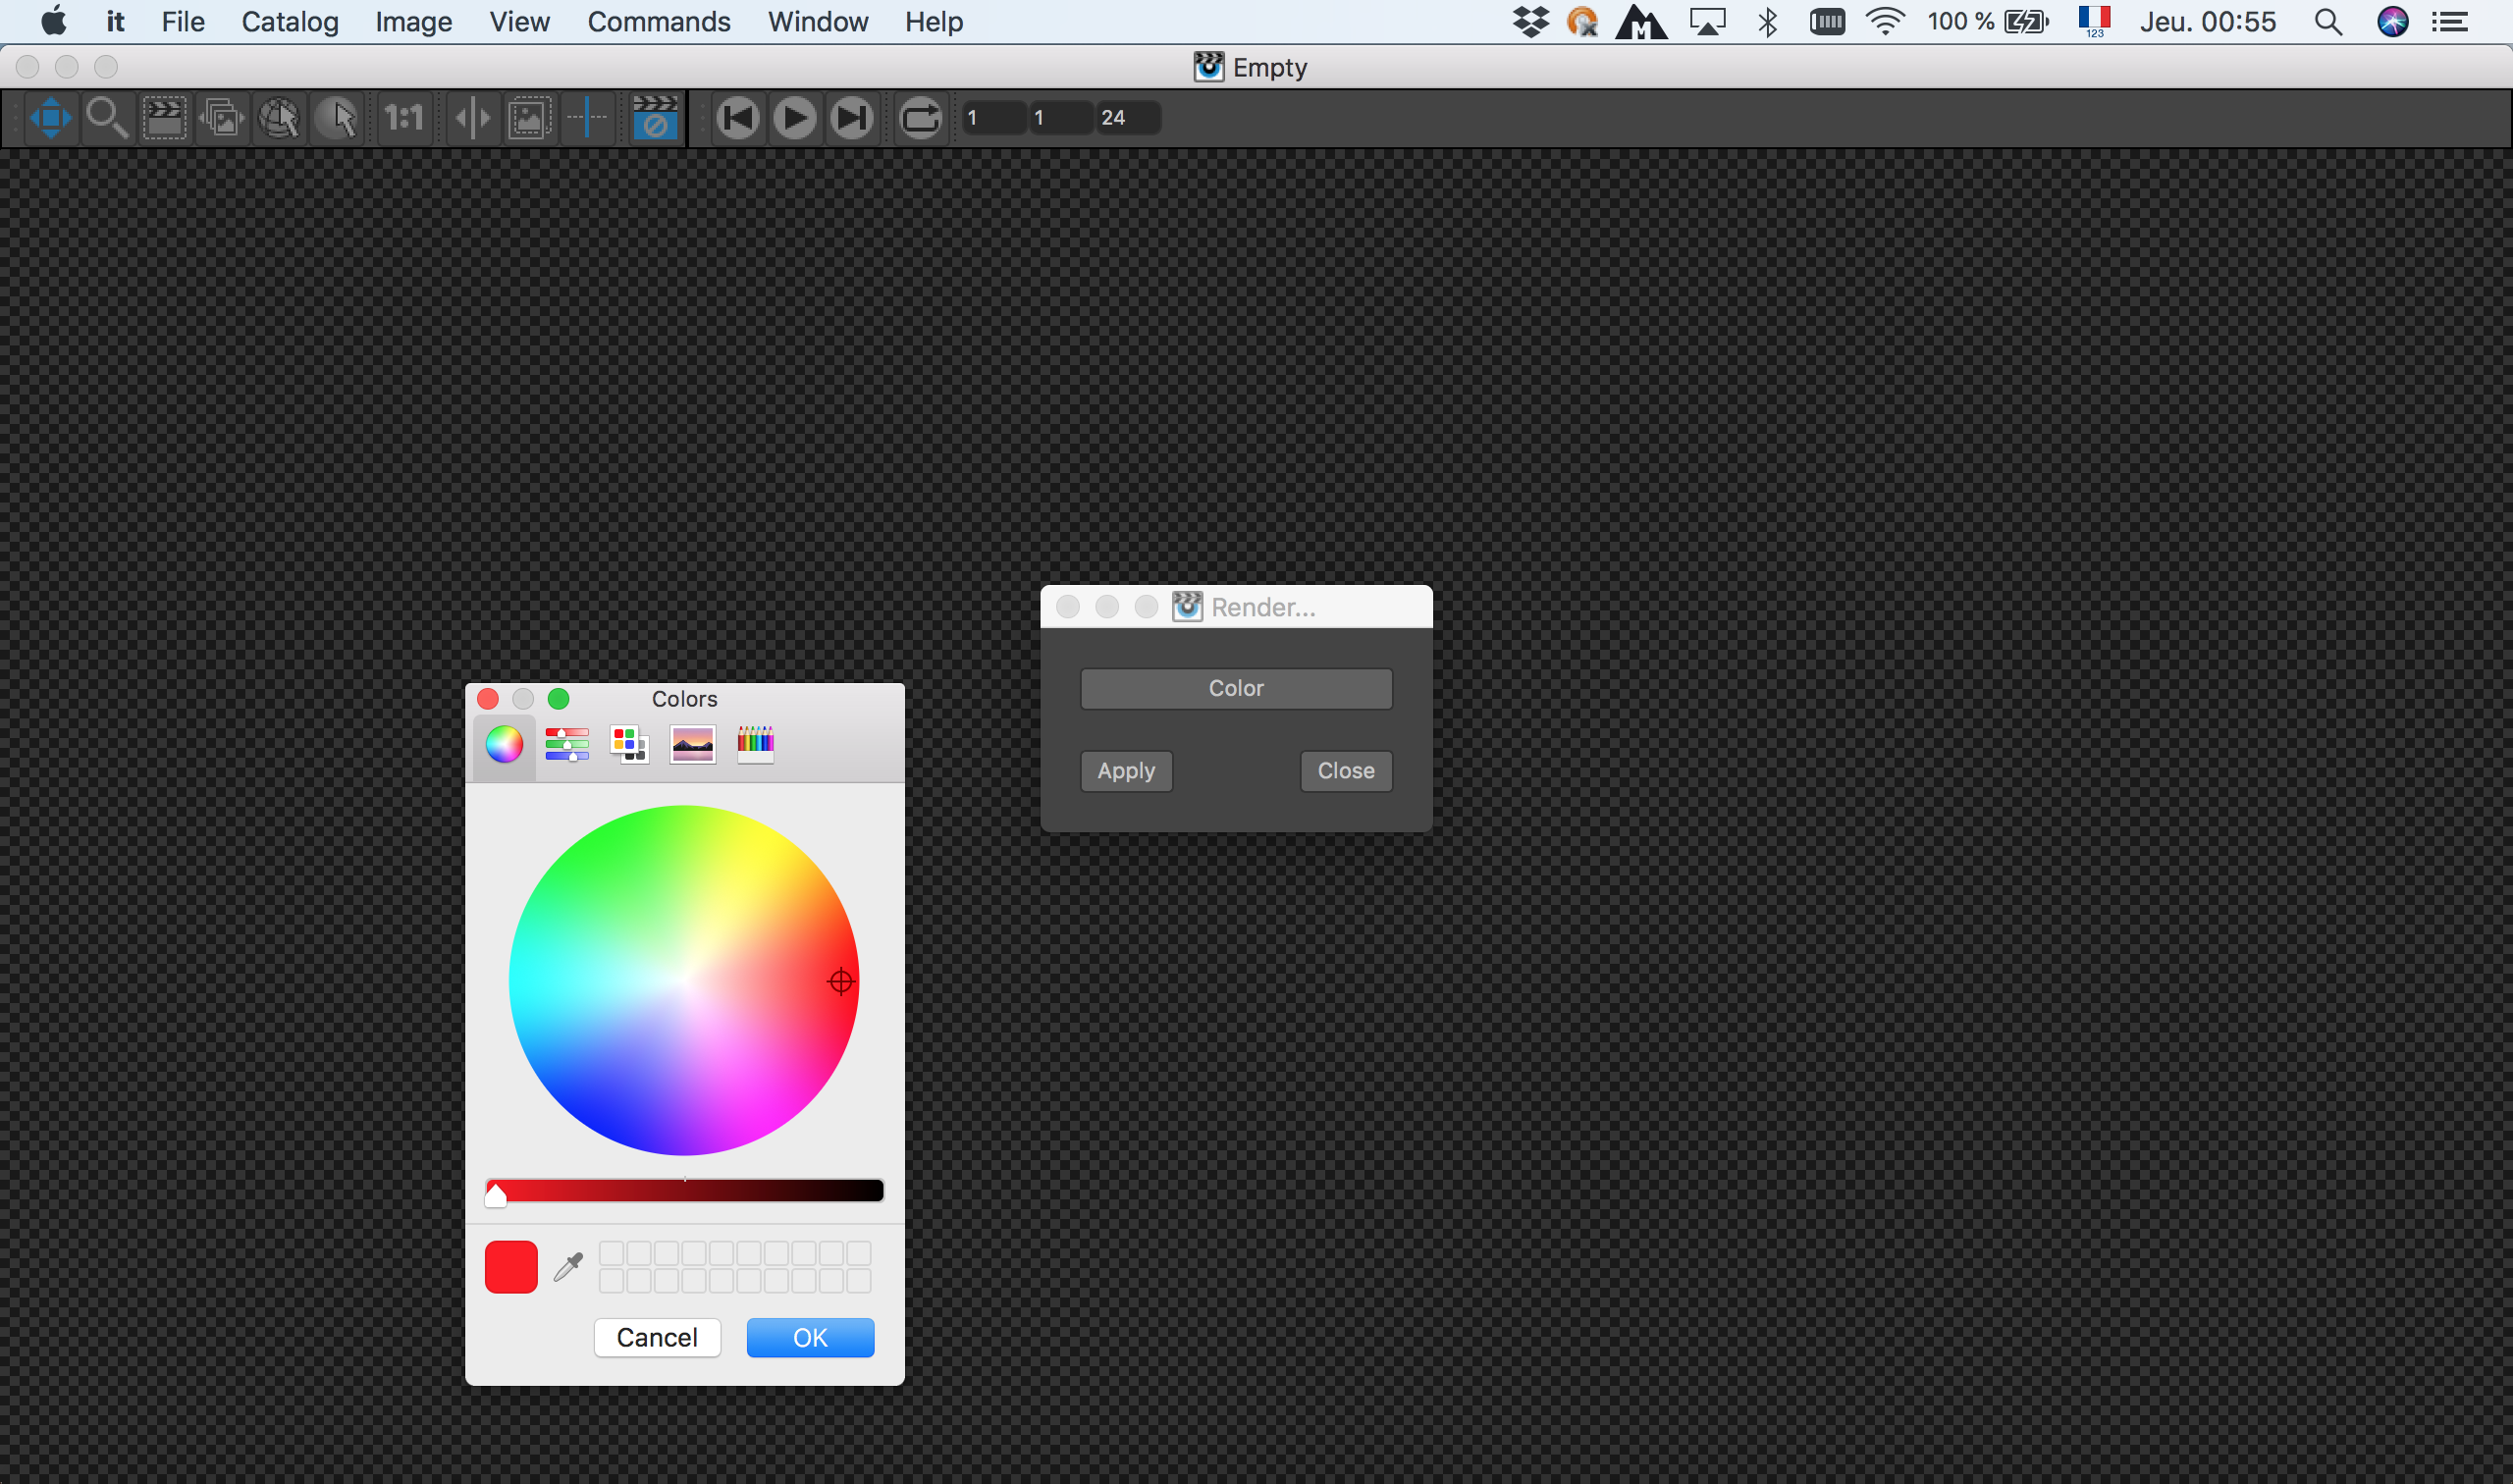 it File Catalog Image View Commands Window Help 100 % 123 Jeu. 00:55
Empty
1:1 1 1 24
Render...
Color
Apply Close
Colors
Cancel OK